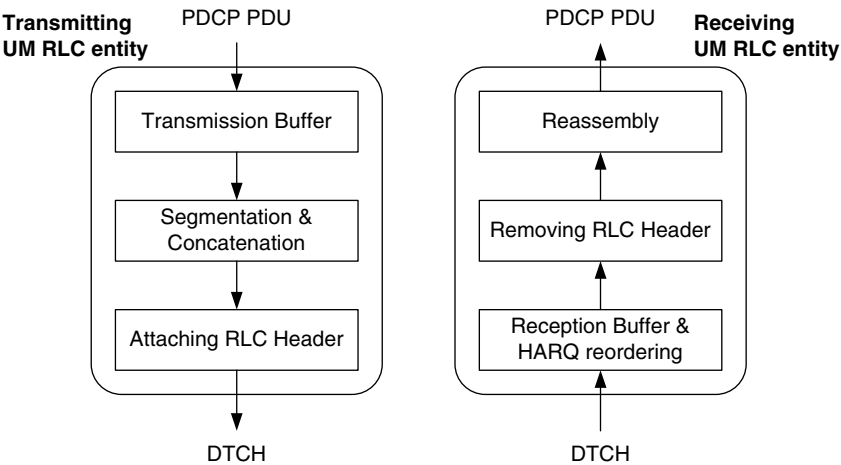 Transmitting
UM RLC entity
PDCP PDU
Transmission Buffer
Segmentation &
Concatenation
Attaching RLC Header
DTCH
PDCP PDU
Receiving
UM RLC entity
Reassembly
Removing RLC Header
Reception Buffer &
HARQ reordering
DTCH